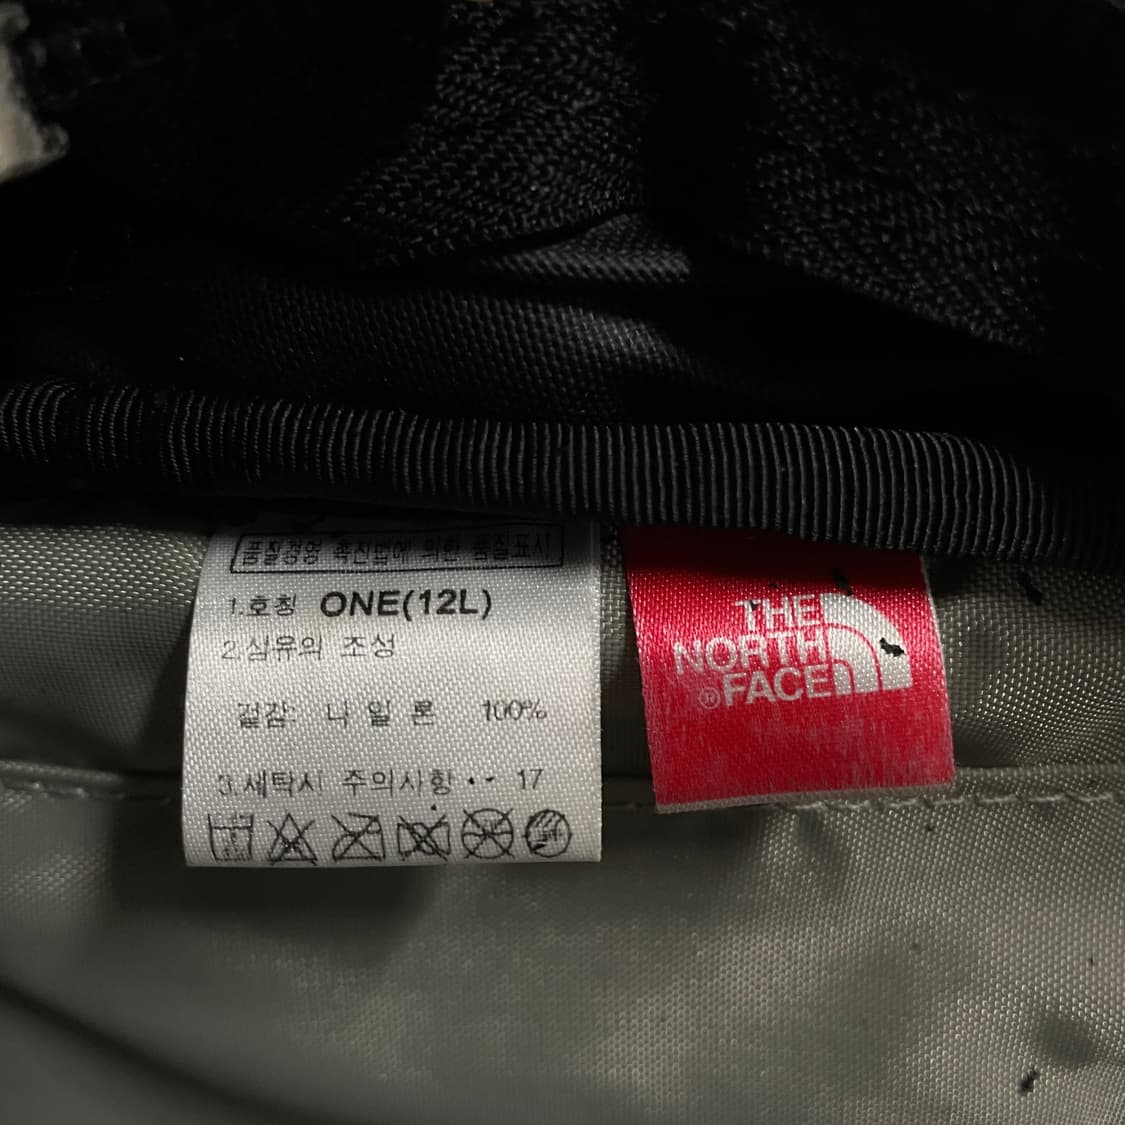 품질경영 촉진법에 의한 품질표시
1.호칭 ONE(12L)
2.섬유의 조성
겉감: 나 일 론 100%
3.세탁시 주의사항 · · 17
THE
NORTH
®FACE